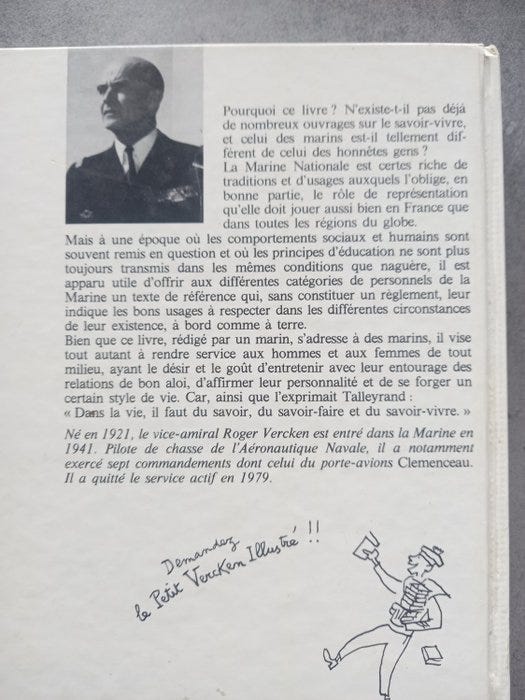 Pourquoi ce livre ? N'existe-t-il pas déjà
de nombreux ouvrages sur le savoir-vivre,
et celui des marins est-il tellement dif-
férent de celui des honnêtes gens ?
La Marine Nationale est certes riche de
traditions et d'usages auxquels l'oblige, en
bonne partie, le rôle de représentation
qu'elle doit jouer aussi bien en France que
dans toutes les régions du globe.
Mais à une époque où les comportements sociaux et humains sont
souvent remis en question et où les principes d'éducation ne sont plus
toujours transmis dans les mêmes conditions que naguère, il est
apparu utile d'offrir aux différentes catégories de personnels de la
Marine un texte de référence qui, sans constituer un règlement, leur
indique les bons usages à respecter dans les différentes circonstances
de leur existence, à bord comme à terre.
Bien que ce livre, rédigé par un marin, s'adresse à des marins, il vise
tout autant à rendre service aux hommes et aux femmes de tout
milieu, ayant le désir et le goût d'entretenir avec leur entourage des
relations de bon aloi, d'affirmer leur personnalité et de se forger un
certain style de vie. Car, ainsi que l'exprimait Talleyrand :
« Dans la vie, il faut du savoir, du savoir-faire et du savoir-vivre. »
Né en 1921, le vice-amiral Roger Vercken est entré dans la Marine en
1941. Pilote de chasse de l'Aéronautique Navale, il a notamment
exercé sept commandements dont celui du porte-avions Clemenceau.
Il a quitté le service actif en 1979.
Demandez
le Petit Vercken Illustré !!